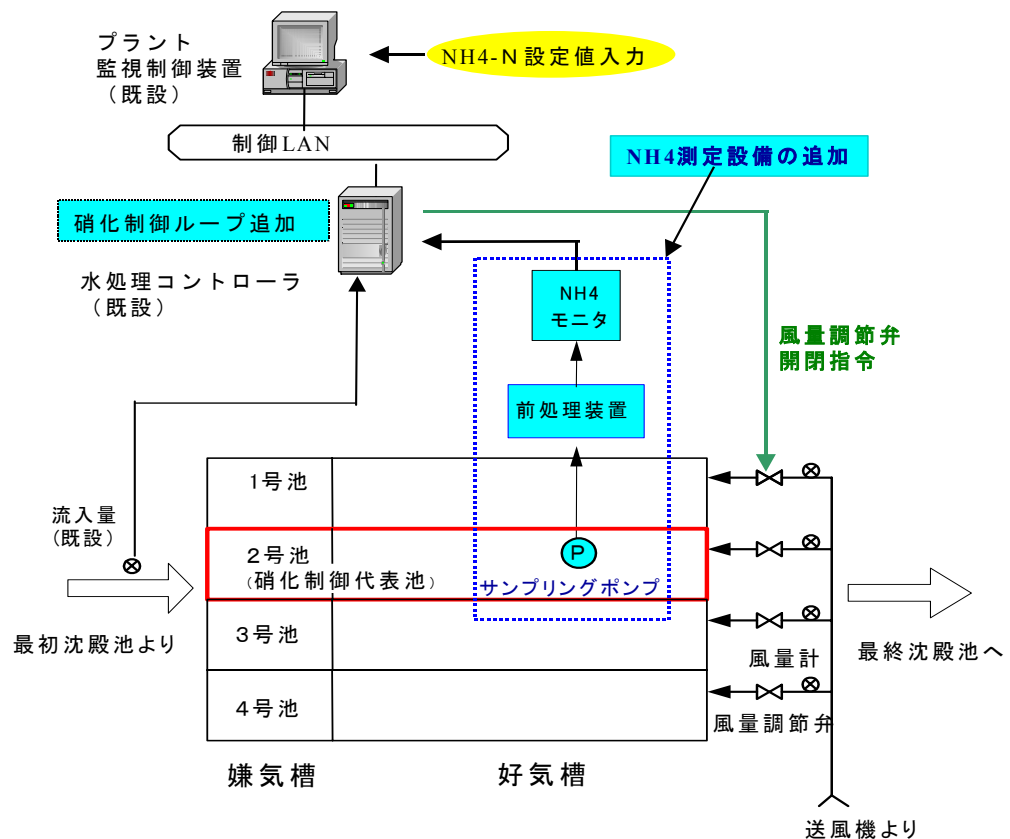 プラント
監視制御装置
（既設）
NH4-N設定値入力
制御LAN
NH4測定設備の追加
硝化制御ループ追加
水処理コントローラ
（既設）
NH4
モニタ
風量調節弁
開閉指令
前処理装置
1号池
流入量
(既設)
2号池
(硝化制御代表池)
P
サンプリングポンプ
最初沈殿池より
3号池
風量計
最終沈殿池へ
4号池
風量調節弁
嫌気槽
好気槽
送風機より